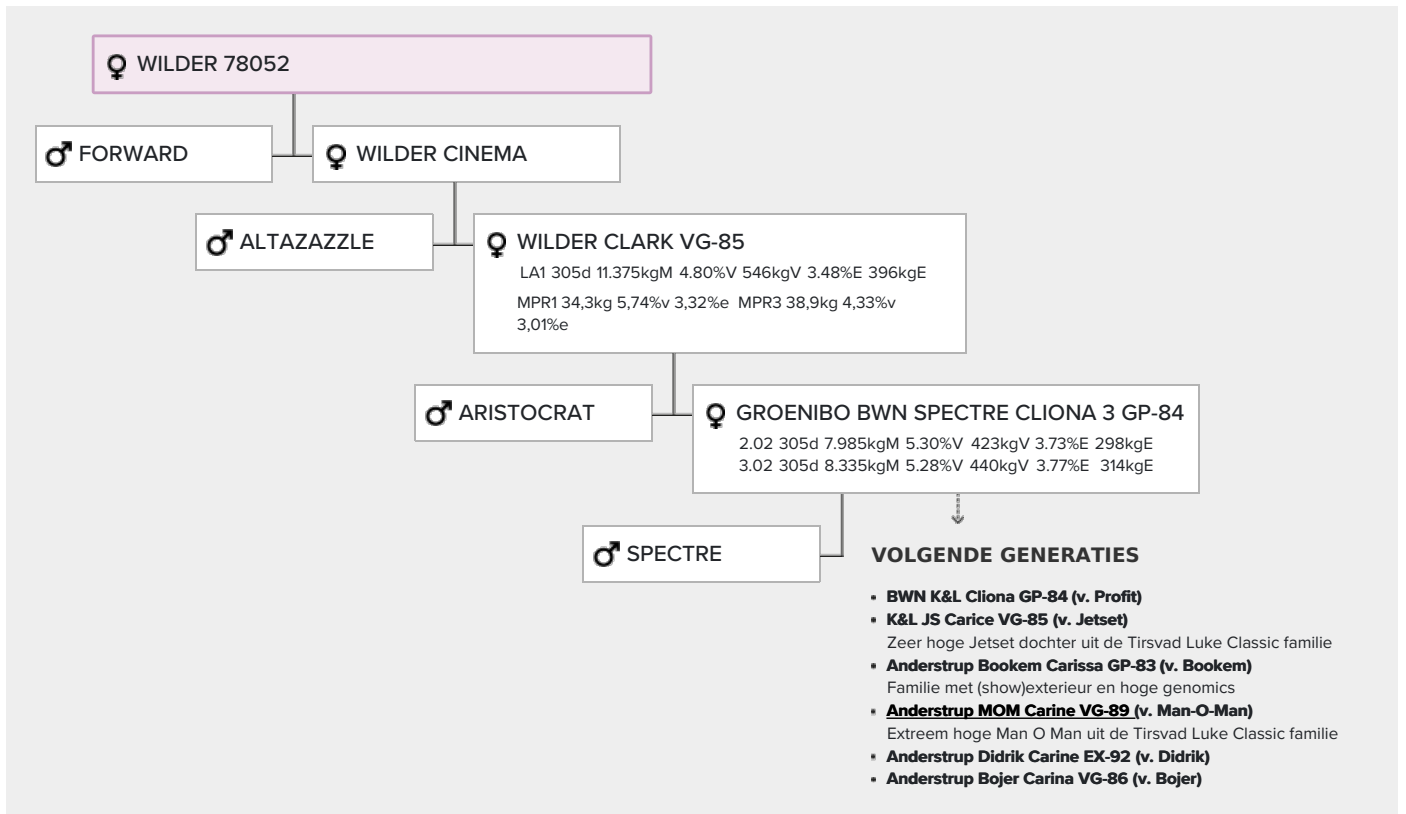 WILDER 78052
FORWARD
WILDER CINEMA
ALTAZAZZLE
WILDER CLARK VG-85
LA1 305d 11.375kgM 4.80%V 546kgV 3.48%E 396kgE
MPR1 34,3kg 5,74%v 3,32%e MPR3 38,9kg 4,33%v
3,01%e
ARISTOCRAT
GROENIBO BWN SPECTRE CLIONA 3 GP-84
2.02 305d 7.985kgM 5.30%V 423kgV 3.73%E 298kgE
3.02 305d 8.335kgM 5.28%V 440kgV 3.77%E 314kgE
SPECTRE
VOLGENDE GENERATIES
▪ BWN K&L Cliona GP-84 (v. Profit)
▪ K&L JS Carice VG-85 (v. Jetset)
Zeer hoge Jetset dochter uit de Tirsvad Luke Classic familie
▪ Anderstrup Bookem Carissa GP-83 (v. Bookem)
Familie met (show)exterieur en hoge genomics
▪ Anderstrup MOM Carine VG-89 (v. Man-O-Man)
Extreem hoge Man O Man uit de Tirsvad Luke Classic familie
▪ Anderstrup Didrik Carine EX-92 (v. Didrik)
▪ Anderstrup Bojer Carina VG-86 (v. Bojer)